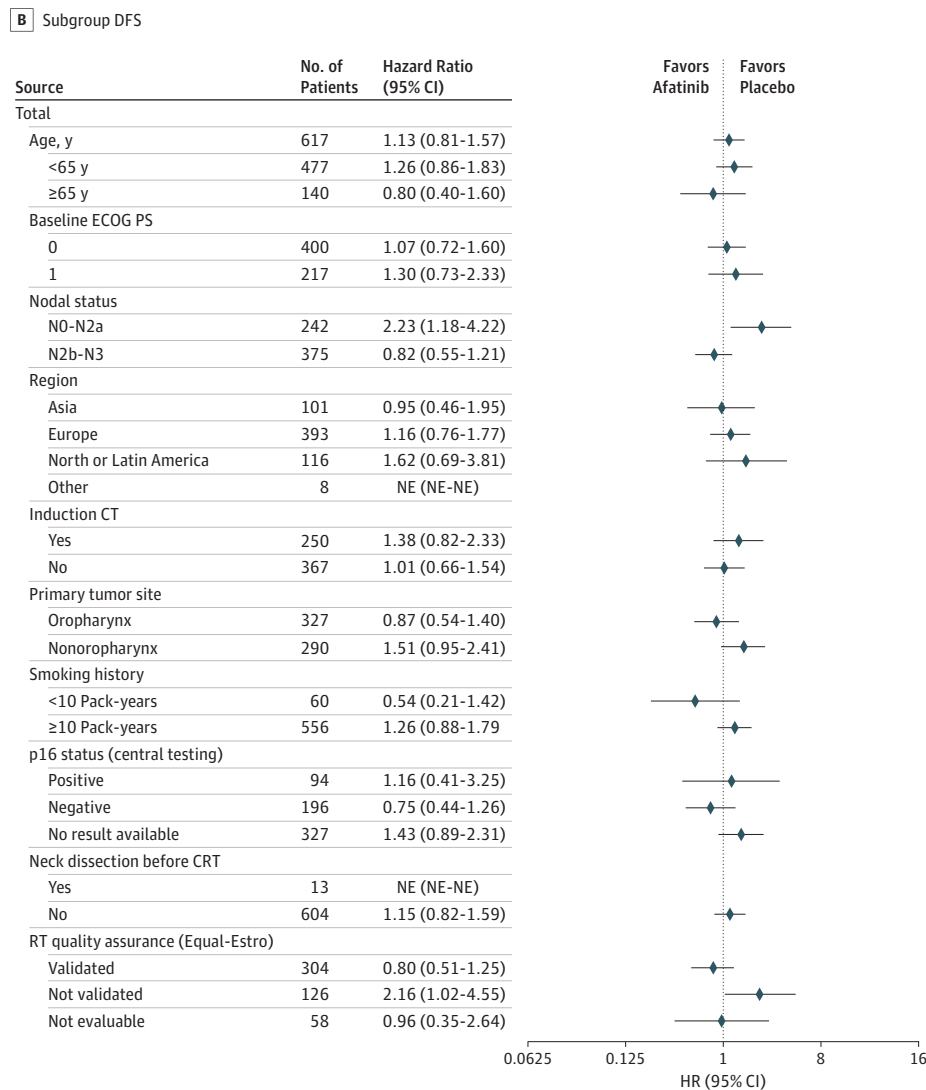 B Subgroup DFS
Source No. of Patients Hazard Ratio (95% CI) Favors Afatinib Favors Placebo
Total
Age, y 617 1.13 (0.81-1.57)
<65 y 477 1.26 (0.86-1.83)
≥65 y 140 0.80 (0.40-1.60)
Baseline ECOG PS
0 400 1.07 (0.72-1.60)
1 217 1.30 (0.73-2.33)
Nodal status
N0-N2a 242 2.23 (1.18-4.22)
N2b-N3 375 0.82 (0.55-1.21)
Region
Asia 101 0.95 (0.46-1.95)
Europe 393 1.16 (0.76-1.77)
North or Latin America 116 1.62 (0.69-3.81)
Other 8 NE (NE-NE)
Induction CT
Yes 250 1.38 (0.82-2.33)
No 367 1.01 (0.66-1.54)
Primary tumor site
Oropharynx 327 0.87 (0.54-1.40)
Nonoropharynx 290 1.51 (0.95-2.41)
Smoking history
<10 Pack-years 60 0.54 (0.21-1.42)
≥10 Pack-years 556 1.26 (0.88-1.79
p16 status (central testing)
Positive 94 1.16 (0.41-3.25)
Negative 196 0.75 (0.44-1.26)
No result available 327 1.43 (0.89-2.31)
Neck dissection before CRT
Yes 13 NE (NE-NE)
No 604 1.15 (0.82-1.59)
RT quality assurance (Equal-Estro)
Validated 304 0.80 (0.51-1.25)
Not validated 126 2.16 (1.02-4.55)
Not evaluable 58 0.96 (0.35-2.64)
0.0625 0.125 1 8 16
HR (95% CI)